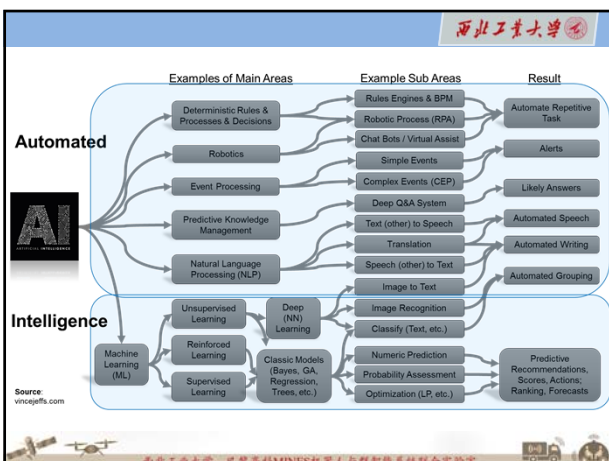 西北工业大学
Examples of Main Areas
Example Sub Areas
Result
Automated
Deterministic Rules &
Processes & Decisions
Robotics
Event Processing
Predictive Knowledge
Management
Natural Language
Processing (NLP)
Rules Engines & BPM
Robotic Process (RPA)
Chat Bots / Virtual Assist
Simple Events
Complex Events (CEP)
Deep Q&A System
Text (other) to Speech
Translation
Speech (other) to Text
Image to Text
Automate Repetitive
Task
Alerts
Likely Answers
Automated Speech
Automated Writing
Automated Grouping
AI
ARTIFICIAL INTELLIGENCE
Intelligence
Machine
Learning
(ML)
Unsupervised
Learning
Reinforced
Learning
Supervised
Learning
Deep
(NN)
Learning
Classic Models
(Bayes, GA,
Regression,
Trees, etc.)
Image Recognition
Classify (Text, etc.)
Numeric Prediction
Probability Assessment
Optimization (LP, etc.)
Predictive
Recommendations,
Scores, Actions;
Ranking, Forecasts
Source:
vincejeffs.com